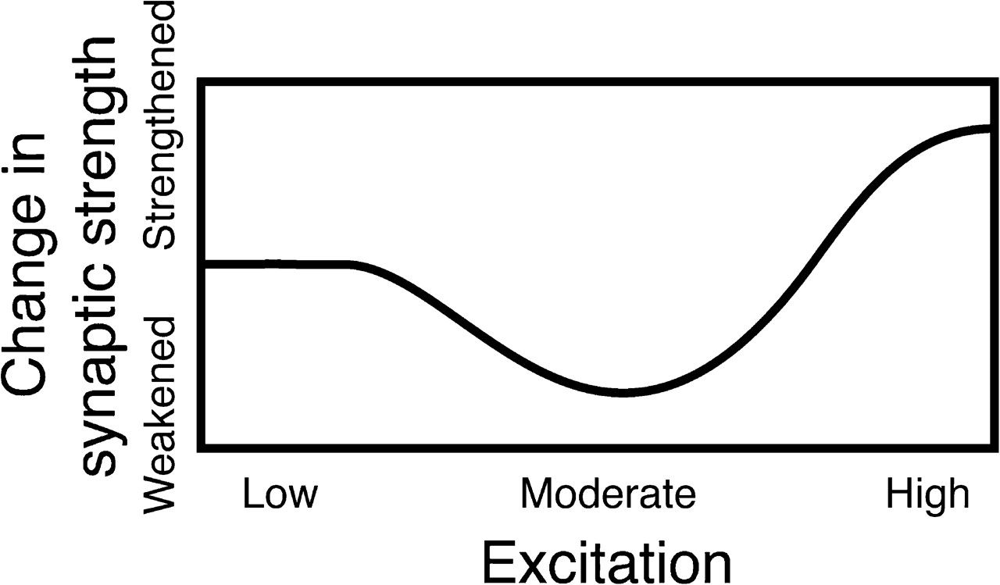 Change in
synaptic strength
Strengthened
Weakened
Low
Moderate
High
Excitation